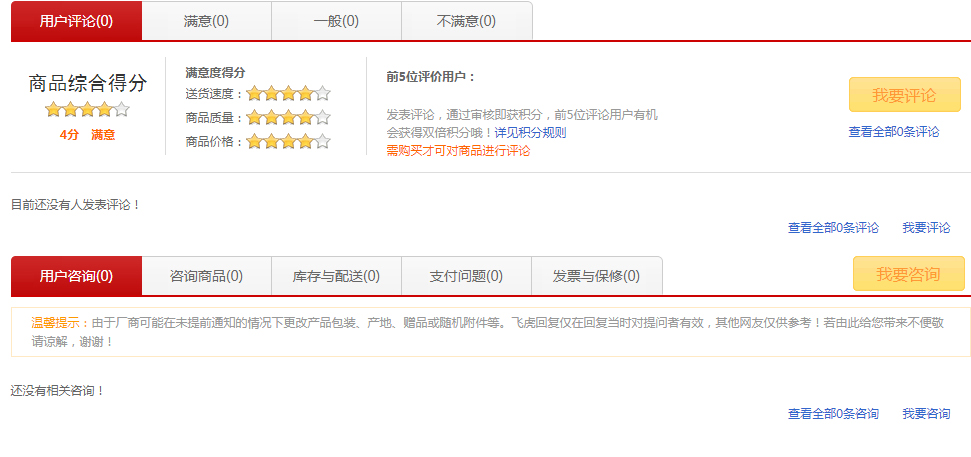 用户评论(0) 满意(0) 一般(0) 不满意(0)
商品综合得分
4分 满意
满意度得分
送货速度：
商品质量：
商品价格：
前5位评价用户：
发表评论，通过审核即获积分，前5位评论用户有机
会获得双倍积分哦！详见积分规则
需购买才可对商品进行评论
我要评论
查看全部0条评论
目前还没有人发表评论！
查看全部0条评论 我要评论
用户咨询(0) 咨询商品(0) 库存与配送(0) 支付问题(0) 发票与保修(0) 我要咨询
温馨提示：由于厂商可能在未提前通知的情况下更改产品包装、产地、赠品或随机附件等。飞虎回复仅在回复当时对提问者有效，其他网友仅供参考！若由此给您带来不便敬
请谅解，谢谢！
还没有相关咨询！
查看全部0条咨询 我要咨询